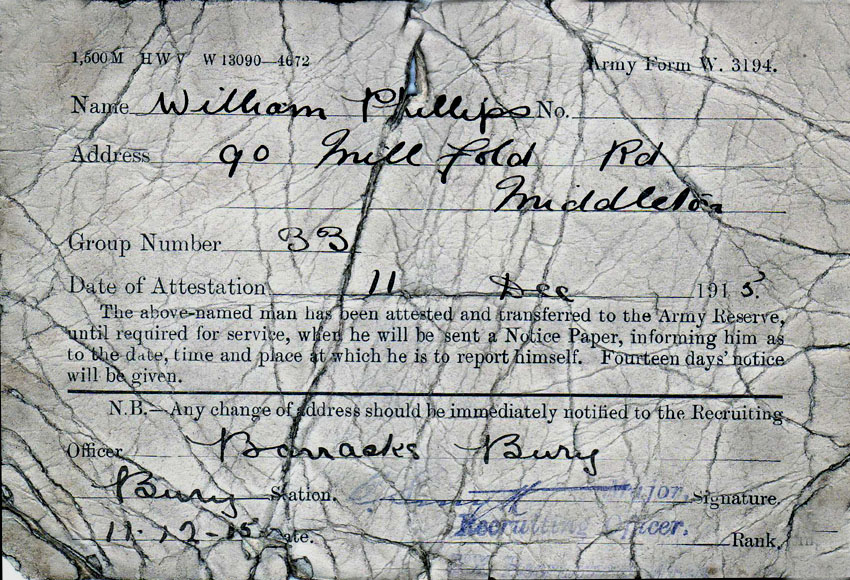 1,500M HWV W13090—4672 Army Form W. 3194.
Name William Phillips No.
Address 90 Mill fold Rd
Middleton
Group Number 33
Date of Attestation 11 Dec 1915.
The above-named man has been attested and transferred to the Army Reserve,
until required for service, when he will be sent a Notice Paper, informing him as
to the date, time and place at which he is to report himself. Fourteen days' notice
will be given.
N.B.—Any change of address should be immediately notified to the Recruiting
Officer Barracks Bury
Bury Station. Major, Signature.
11.12-15 Date. Recruiting Officer. Rank.